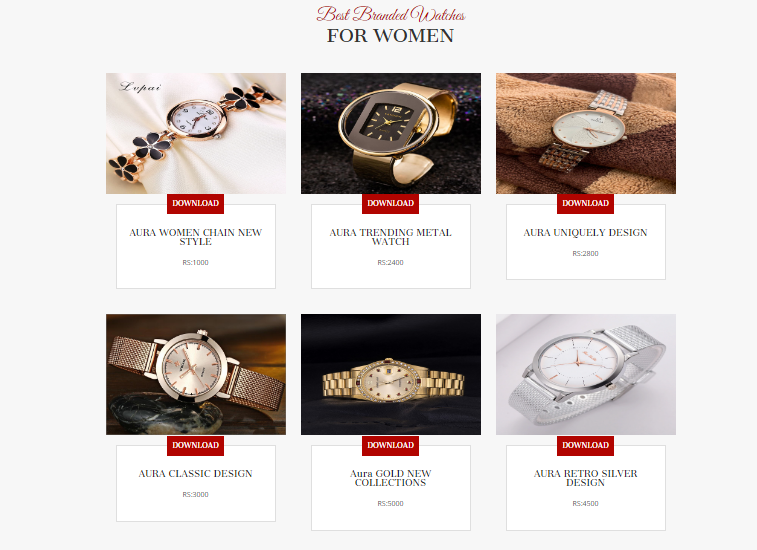 Best Branded Watches
FOR WOMEN
Lvpai
DOWNLOAD
AURA WOMEN CHAIN NEW
STYLE
RS:1000
DOWNLOAD
AURA TRENDING METAL
WATCH
RS:2400
DOWNLOAD
AURA UNIQUELY DESIGN
RS:2800
DOWNLOAD
AURA CLASSIC DESIGN
RS:3000
DOWNLOAD
Aura GOLD NEW
COLLECTIONS
RS:5000
DOWNLOAD
AURA RETRO SILVER
DESIGN
RS:4500